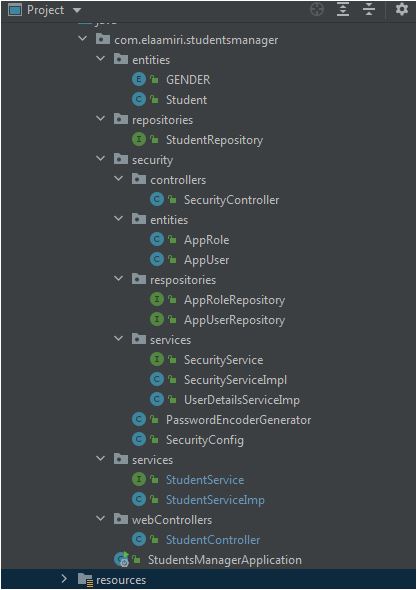 Project
java
com.elaamiri.studentsmanager
entities
E GENDER
C Student
repositories
I StudentRepository
security
controllers
C SecurityController
entities
C AppRole
C AppUser
respositories
I AppRoleRepository
I AppUserRepository
services
I SecurityService
C SecurityServiceImpl
C UserDetailsServiceImp
C PasswordEncoderGenerator
C SecurityConfig
services
I StudentService
C StudentServiceImp
webControllers
C StudentController
StudentsManagerApplication
resources